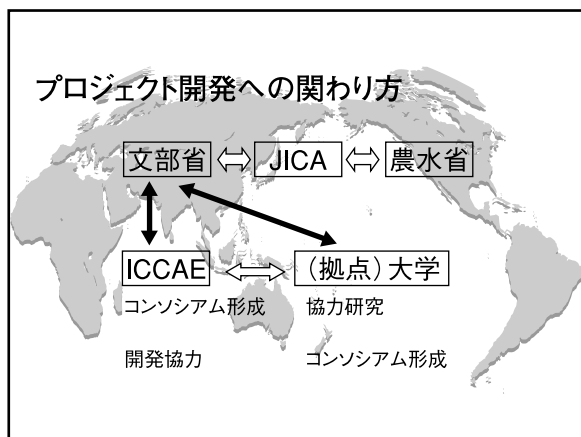 プロジェクト開発への関わり方
文部省 JICA 農水省
ICCAE （拠点）大学
コンソシアム形成 協力研究
開発協力 コンソシアム形成